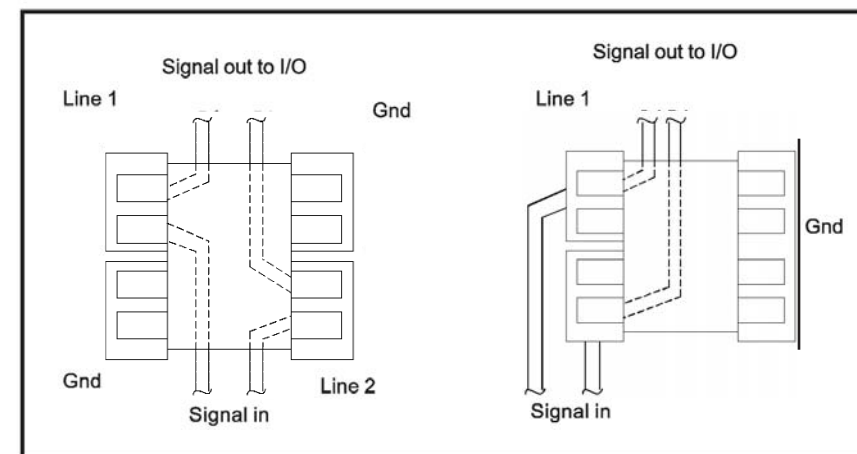 Signal out to I/O
Line 1
Gnd
Gnd
Line 2
Signal in
Signal out to I/O
Line 1
Gnd
Signal in